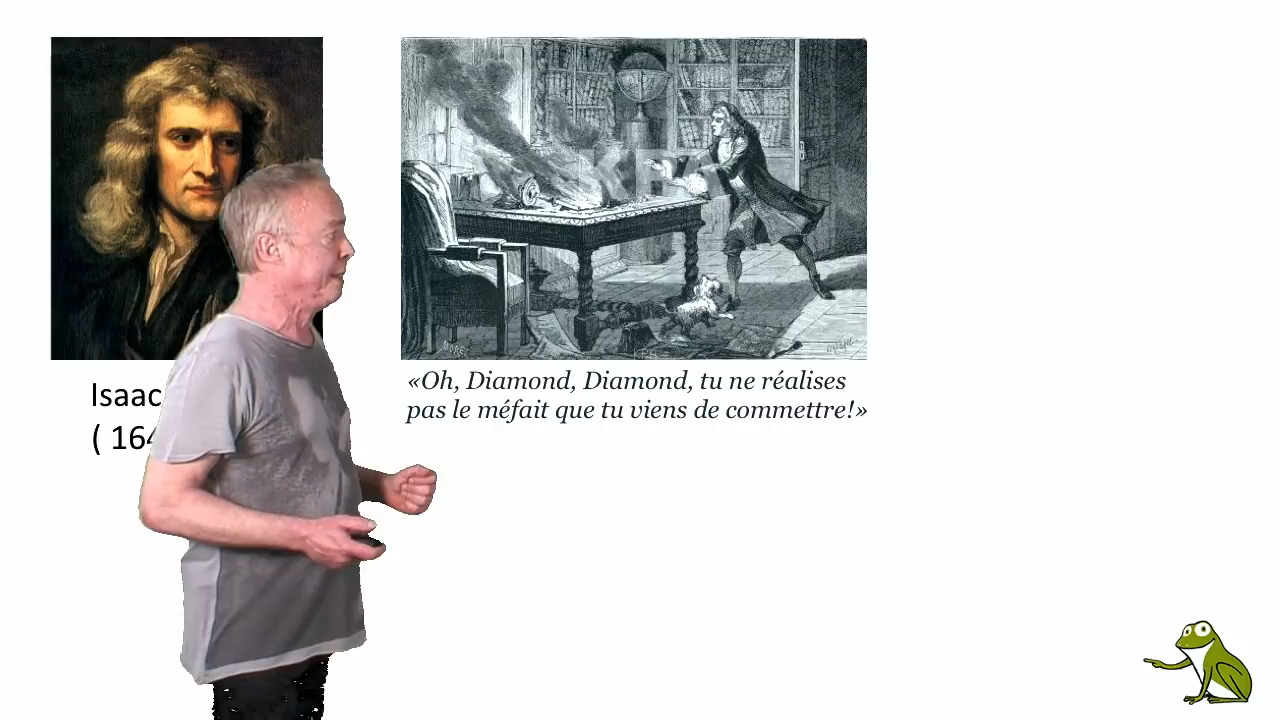 Isaac
( 164
«Oh, Diamond, Diamond, tu ne réalises
pas le méfait que tu viens de commettre!»